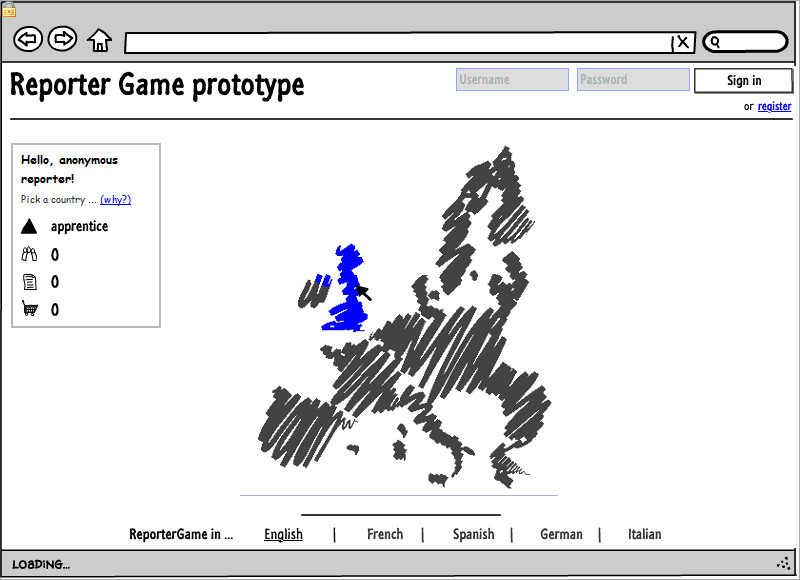 Reporter Game prototype
Username
Password
Sign in
or register
Hello, anonymous
reporter!
Pick a country ... (why?)
apprentice
0
0
0
ReporterGame in ... English | French | Spanish | German | Italian
LOADING...